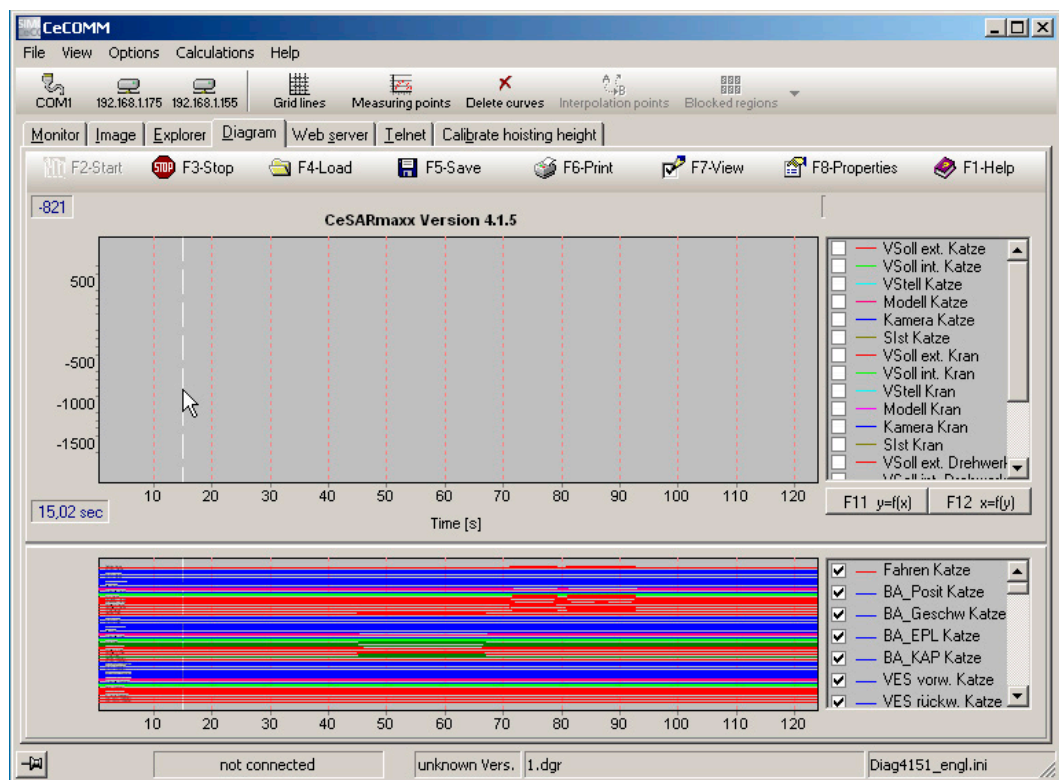 CeCOMM
File View Options Calculations Help
COM1 192.168.1.175 192.168.1.155 Grid lines Measuring points Delete curves Interpolation points Blocked regions
Monitor Image Explorer Diagram Web server Telnet Calibrate hoisting height
F2-Start STOP F3-Stop F4-Load F5-Save F6-Print F7-View F8-Properties F1-Help
-821
CeSARmaxx Version 4.1.5
500
-500
-1000
-1500
10 20 30 40 50 60 70 80 90 100 110 120
15,02 sec
Time [s]
VSoll ext. Katze
VSoll int. Katze
VStell Katze
Modell Katze
Kamera Katze
SIst Katze
VSoll ext. Kran
VSoll int. Kran
VStell Kran
Modell Kran
Kamera Kran
SIst Kran
VSoll ext. Drehwerk
F11 y=f(x) F12 x=f(y)
Fahren Katze
BA_Posit Katze
BA_Geschw Katze
BA_EPL Katze
BA_KAP Katze
VES vorw. Katze
VES rückw. Katze
10 20 30 40 50 60 70 80 90 100 110 120
not connected unknown Vers. 1.dgr Diag4151_engl.ini